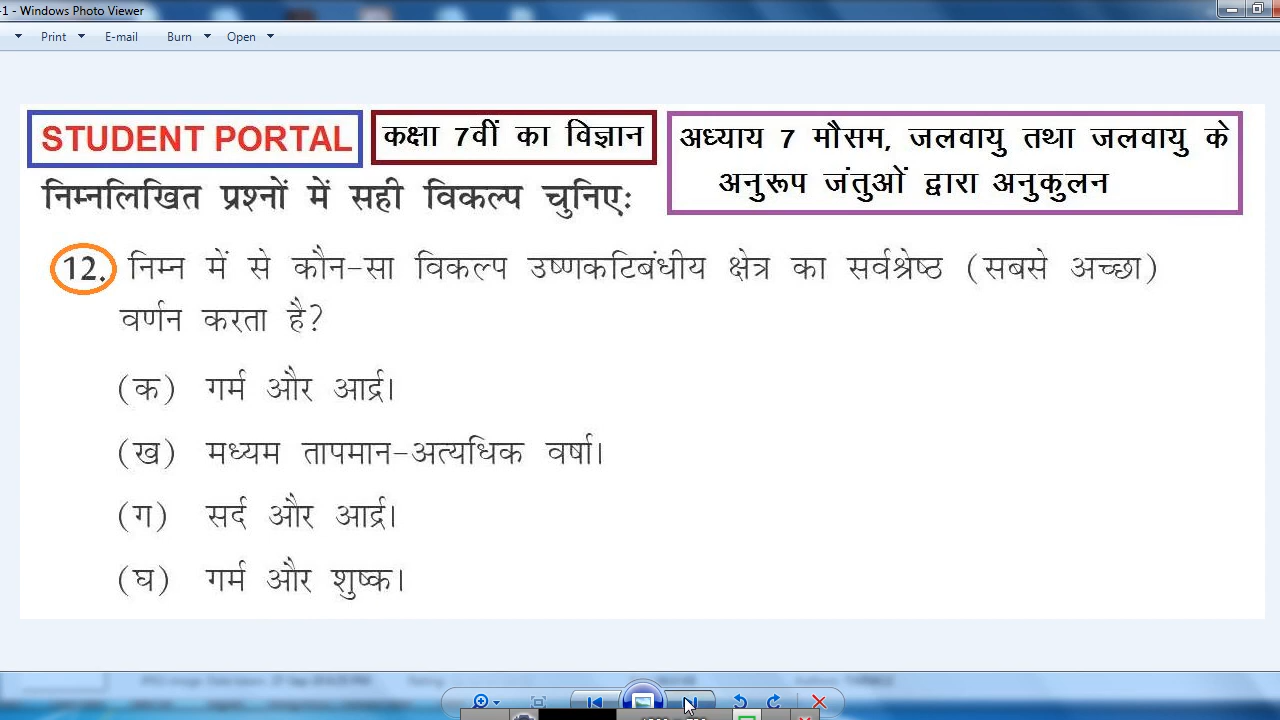 -1 - Windows Photo Viewer
Print E-mail Burn Open
STUDENT PORTAL
कक्षा 7वीं का विज्ञान
अध्याय 7 मौसम, जलवायु तथा जलवायु के
अनुरूप जंतुओं द्वारा अनुकुलन
निम्नलिखित प्रश्नों में सही विकल्प चुनिए:
12. निम्न में से कौन-सा विकल्प उष्णकटिबंधीय क्षेत्र का सर्वश्रेष्ठ (सबसे अच्छा)
वर्णन करता है?
(क) गर्म और आर्द्र।
(ख) मध्यम तापमान-अत्यधिक वर्षा।
(ग) सर्द और आर्द्र।
(घ) गर्म और शुष्क।